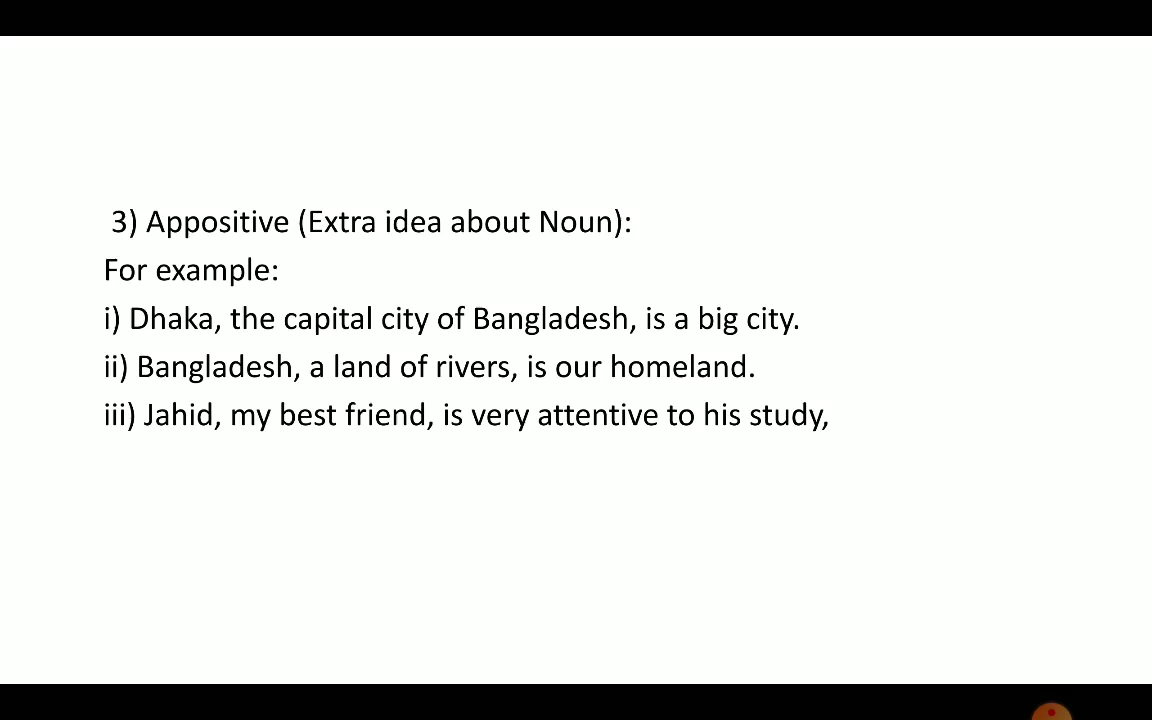 3) Appositive (Extra idea about Noun):
For example:
i) Dhaka, the capital city of Bangladesh, is a big city.
ii) Bangladesh, a land of rivers, is our homeland.
iii) Jahid, my best friend, is very attentive to his study,